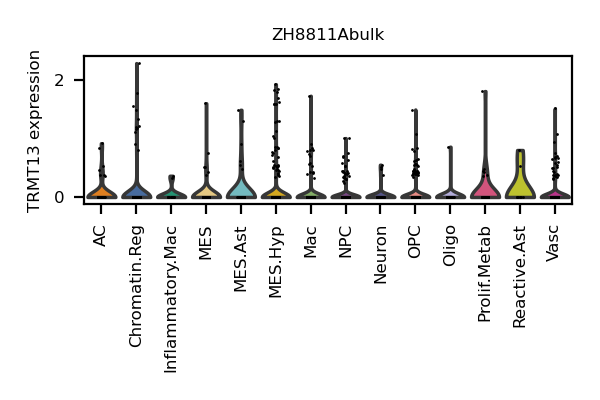 ZH8811Abulk
TRMT13 expression
2
0
AC
Chromatin.Reg
Inflammatory.Mac
MES
MES.Ast
MES.Hyp
Mac
NPC
Neuron
OPC
Oligo
Prolif.Metab
Reactive.Ast
Vasc